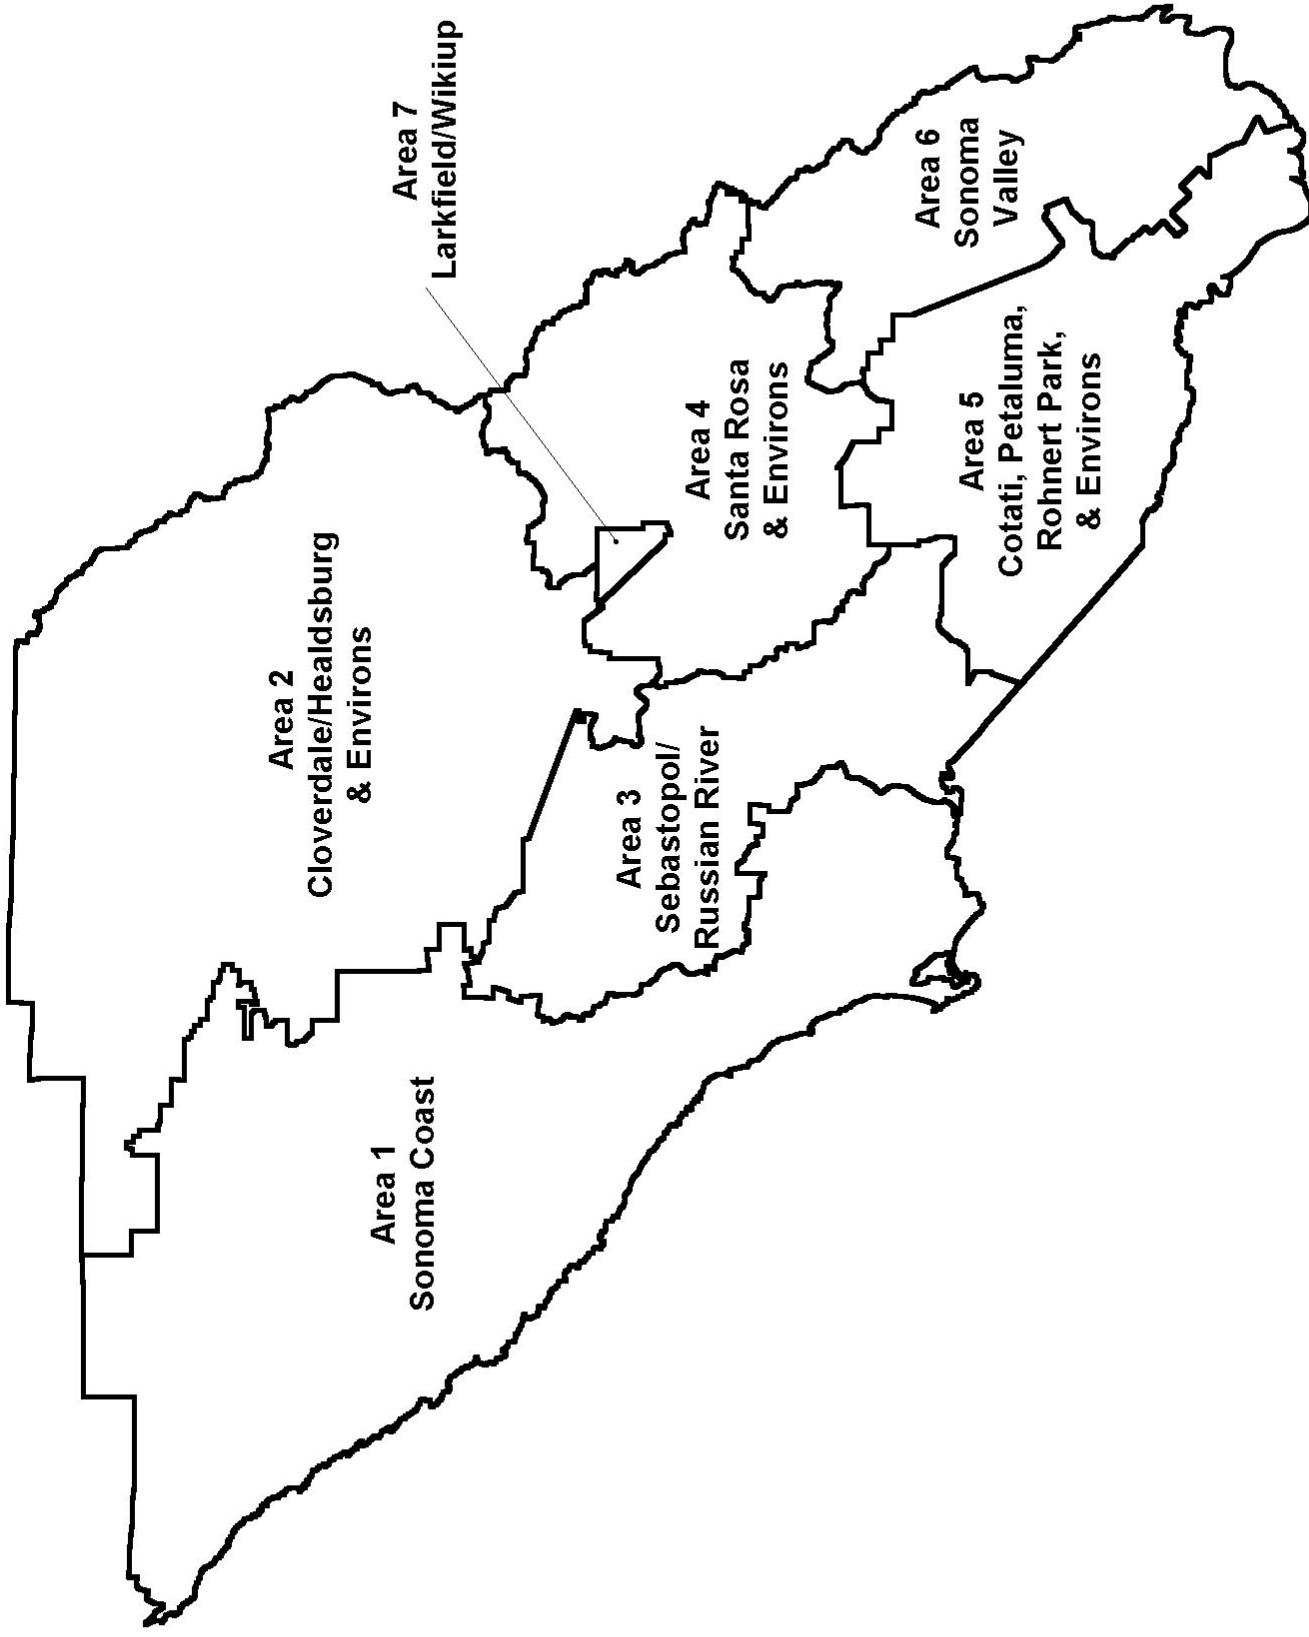 Area 1
Sonoma Coast
Area 2
Cloverdale/Healdsburg
& Environs
Area 3
Sebastopol/
Russian River
Area 4
Santa Rosa
& Environs
Area 5
Cotati, Petaluma,
Rohnert Park,
& Environs
Area 6
Sonoma
Valley
Area 7
Larkfield/Wikiup